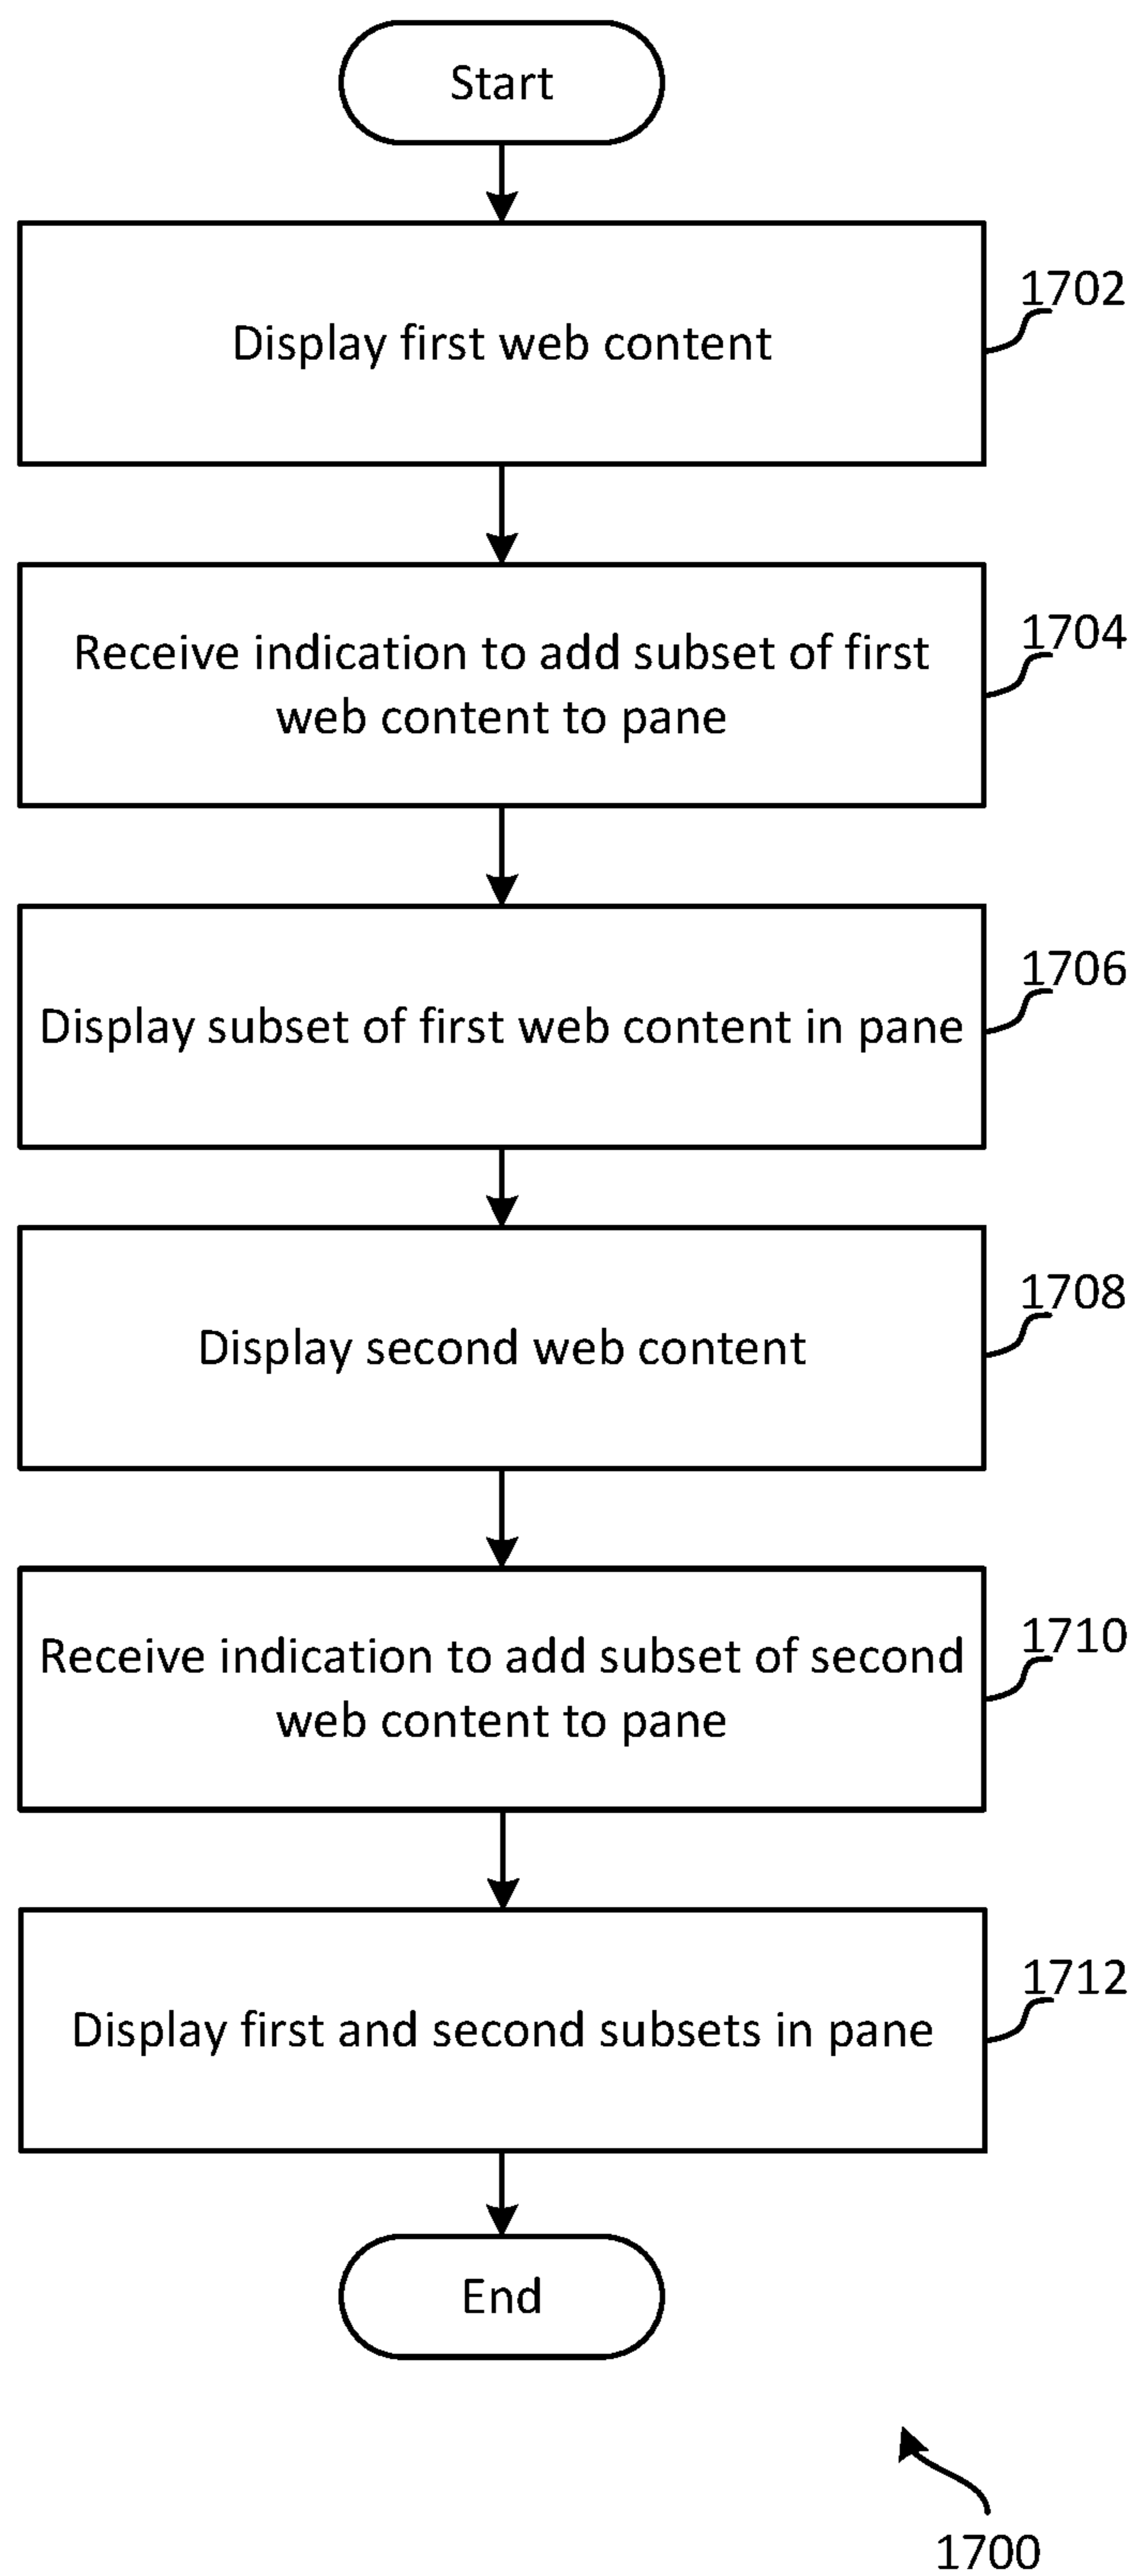 Start
Display first web content
1702
Receive indication to add subset of first
web content to pane
1704
Display subset of first web content in pane
1706
Display second web content
1708
Receive indication to add subset of second
web content to pane
1710
Display first and second subsets in pane
1712
End
1700